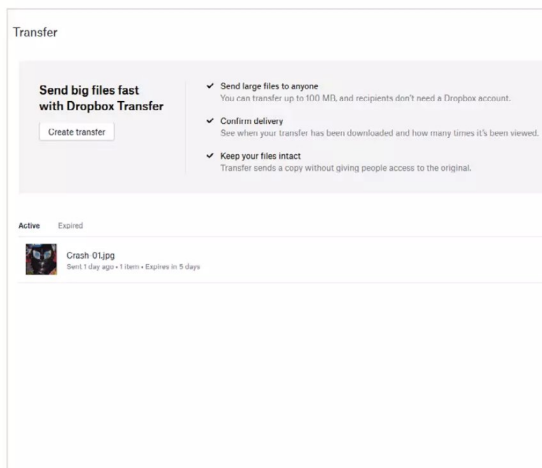 Transfer
Send big files fast
with Dropbox Transfer
Create transfer
Send large files to anyone
You can transfer up to 100 MB, and recipients don't need a Dropbox account.
Confirm delivery
See when your transfer has been downloaded and how many times it's been viewed.
Keep your files intact
Transfer sends a copy without giving people access to the original.
Active Expired
Crash-01.jpg
Sent 1 day ago • 1 item • Expires in 5 days